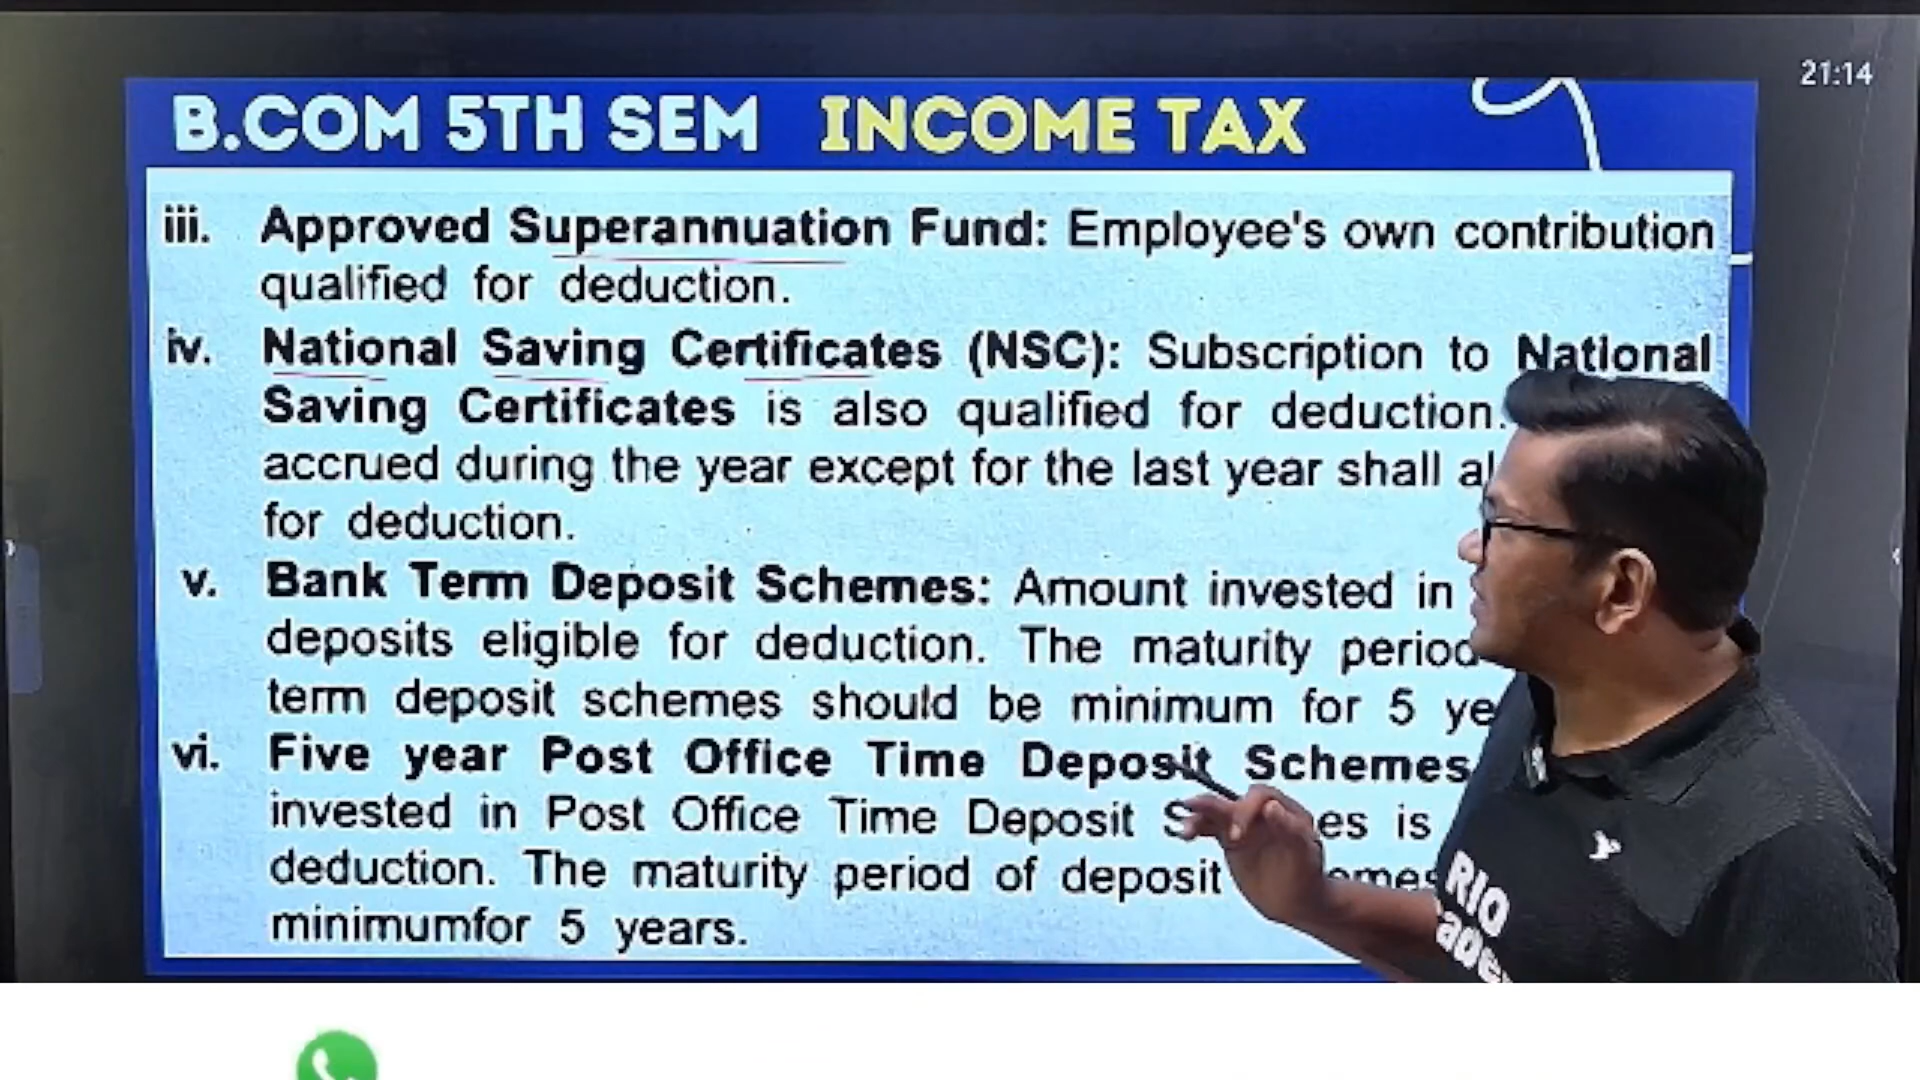 21:14
B.COM 5TH SEM INCOME TAX
iii. Approved Superannuation Fund: Employee's own contribution
qualified for deduction.
iv. National Saving Certificates (NSC): Subscription to National
Saving Certificates is also qualified for deduction.
accrued during the year except for the last year shall
for deduction.
v. Bank Term Deposit Schemes: Amount invested in
deposits eligible for deduction. The maturity period
term deposit schemes should be minimum for 5
vi. Five year Post Office Time Deposit Schemes
invested in Post Office Time Deposit is
deduction. The maturity period of deposit
minimumfor 5 years.
RIO